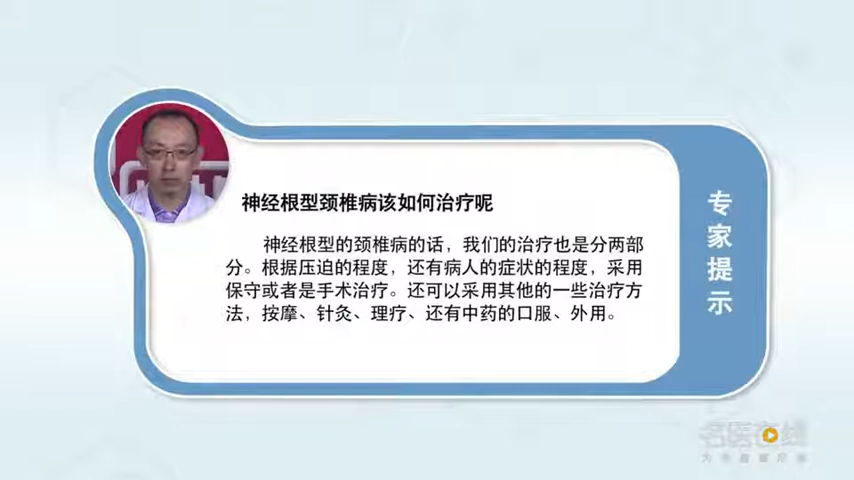 神经根型颈椎病该如何治疗呢
神经根型的颈椎病的话，我们的治疗也是分两部
分。根据压迫的程度，还有病人的症状的程度，采用
保守或者是手术治疗。还可以采用其他的一些治疗方
法，按摩、针灸、理疗、还有中药的口服、外用。
专家提示
名医在线